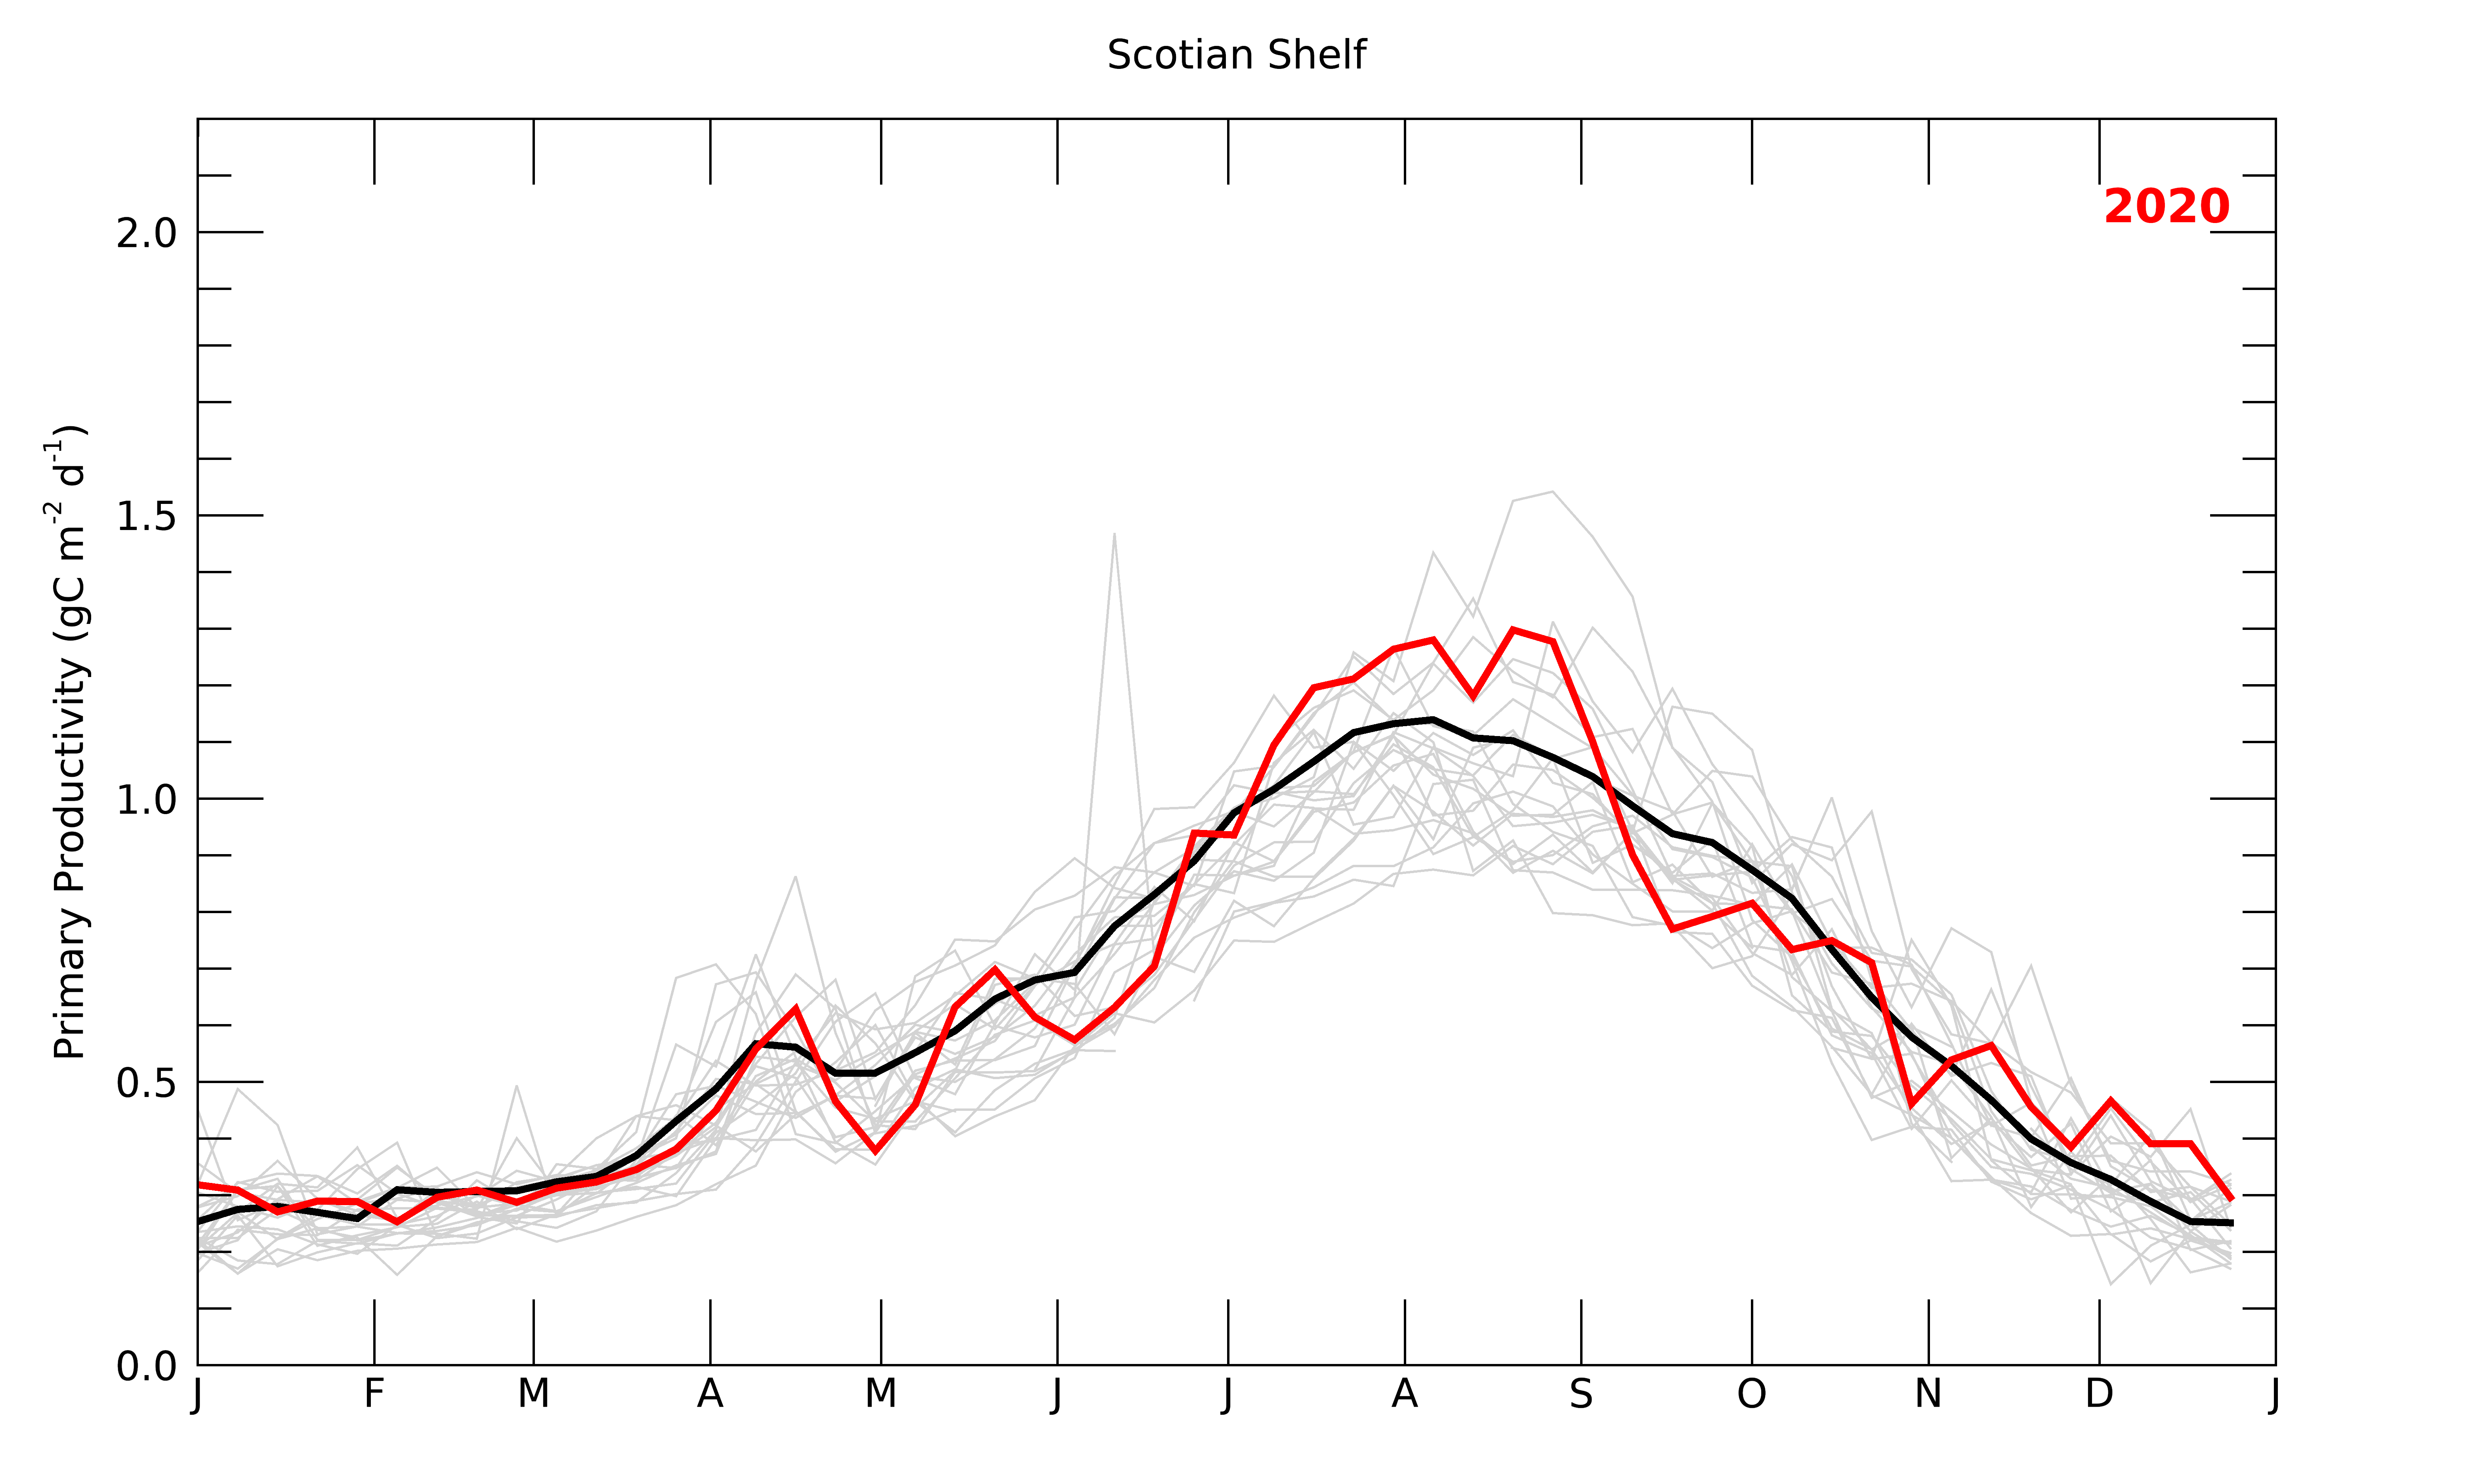 Scotian Shelf
2020
Primary Productivity (gC m-2 d-1)
2.0
1.5
1.0
0.5
0.0
J F M A M J J A S O N D J